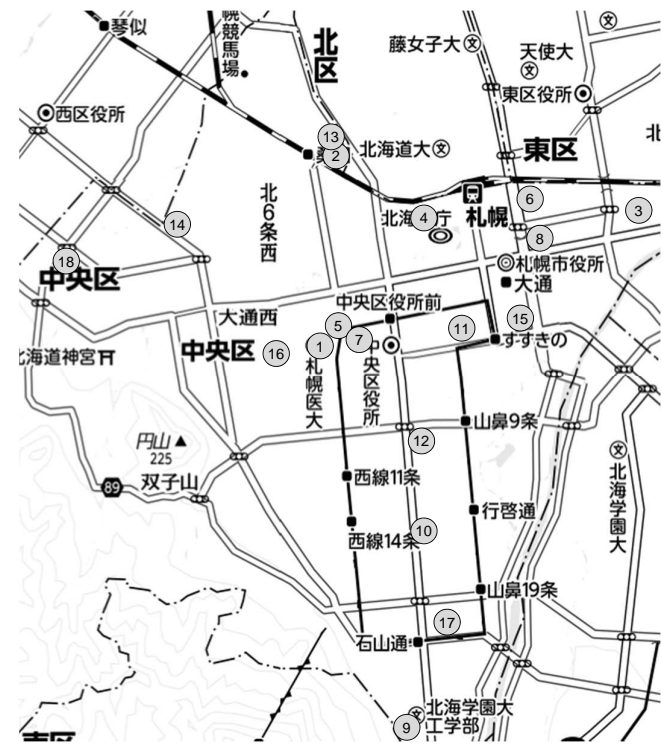 琴似
幌競馬場
北区
藤女子大
天使大
東区役所
西区役所
13
2
北海道大
東区
北
6
3
14
北6条西
4
北海
庁
札幌
8
18
中央区
札幌市役所
大通
大通西
中央区役所前
5
7
11
15
すすきの
1
16
中央区
北海道神宮
札幌医大
中央区役所
円山
225
12
山鼻9条
89
双子山
西線11条
北海学園大
行啓通
10
西線14条
山鼻19条
17
石山通
9
北海学園大
工学部
南区